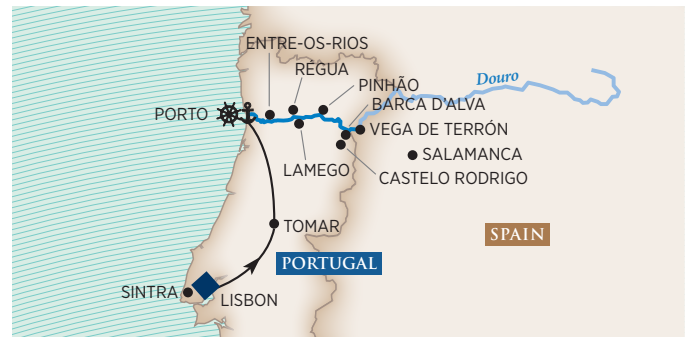 ENTRE-OS-RIOS
RÉGUA
Douro
PINHÃO
BARCA D'ALVA
PORTO
VEGA DE TERRÓN
SALAMANCA
LAMEGO
CASTELO RODRIGO
TOMAR
SPAIN
PORTUGAL
SINTRA
LISBON